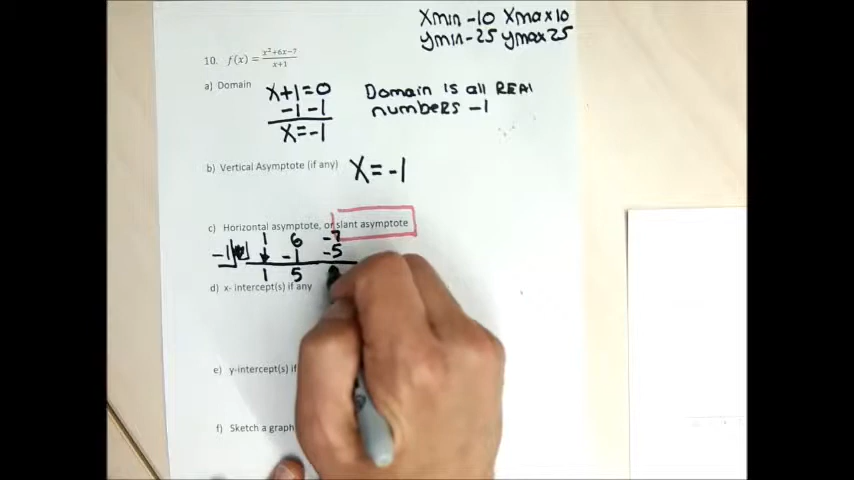 Xmin -10 Xmax 10
ymin -25 ymax 25
10. f(x) = x²+6x-7 / x+1
a) Domain
x+1=0
-1 -1
x=-1
Domain is all REAl
numbers -1
b) Vertical Asymptote (if any)
X=-1
c) Horizontal asymptote, or slant asymptote
1 6 -7
-1 -1 -5
1 5
d) x- intercept(s) if any
e) y-intercept(s) if
f) Sketch a graph